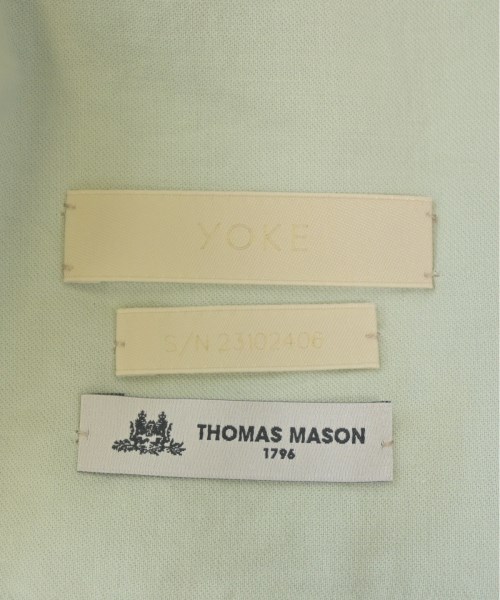 YOKE
S/N 23102406
THOMAS MASON
1796